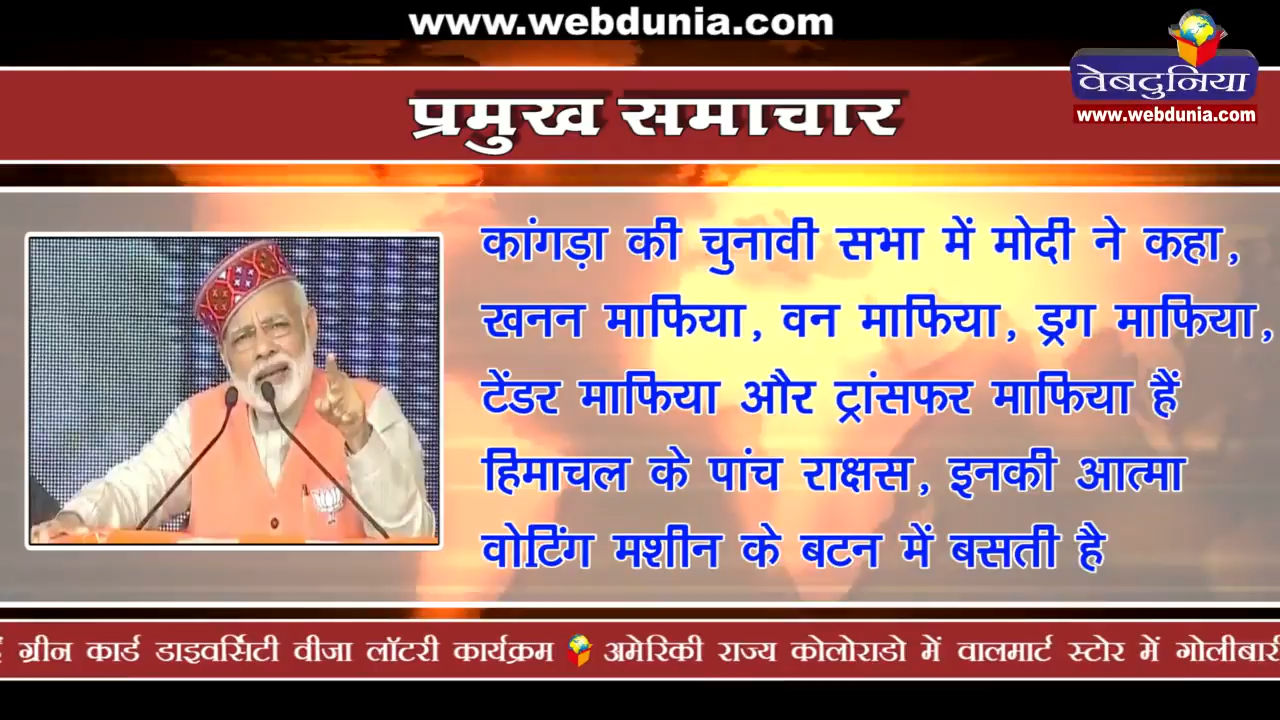 www.webdunia.com
वेबदुनिया
www.webdunia.com
प्रमुख समाचार
कांगड़ा की चुनावी सभा में मोदी ने कहा,
खनन माफिया, वन माफिया, ड्रग माफिया,
टेंडर माफिया और ट्रांसफर माफिया हैं
हिमाचल के पांच राक्षस, इनकी आत्मा
वोटिंग मशीन के बटन में बसती है
ग्रीन कार्ड डाइवर्सिटी वीजा लॉटरी कार्यक्रम अमेरिकी राज्य कोलोराडो में वालमार्ट स्टोर में गोलीबारी